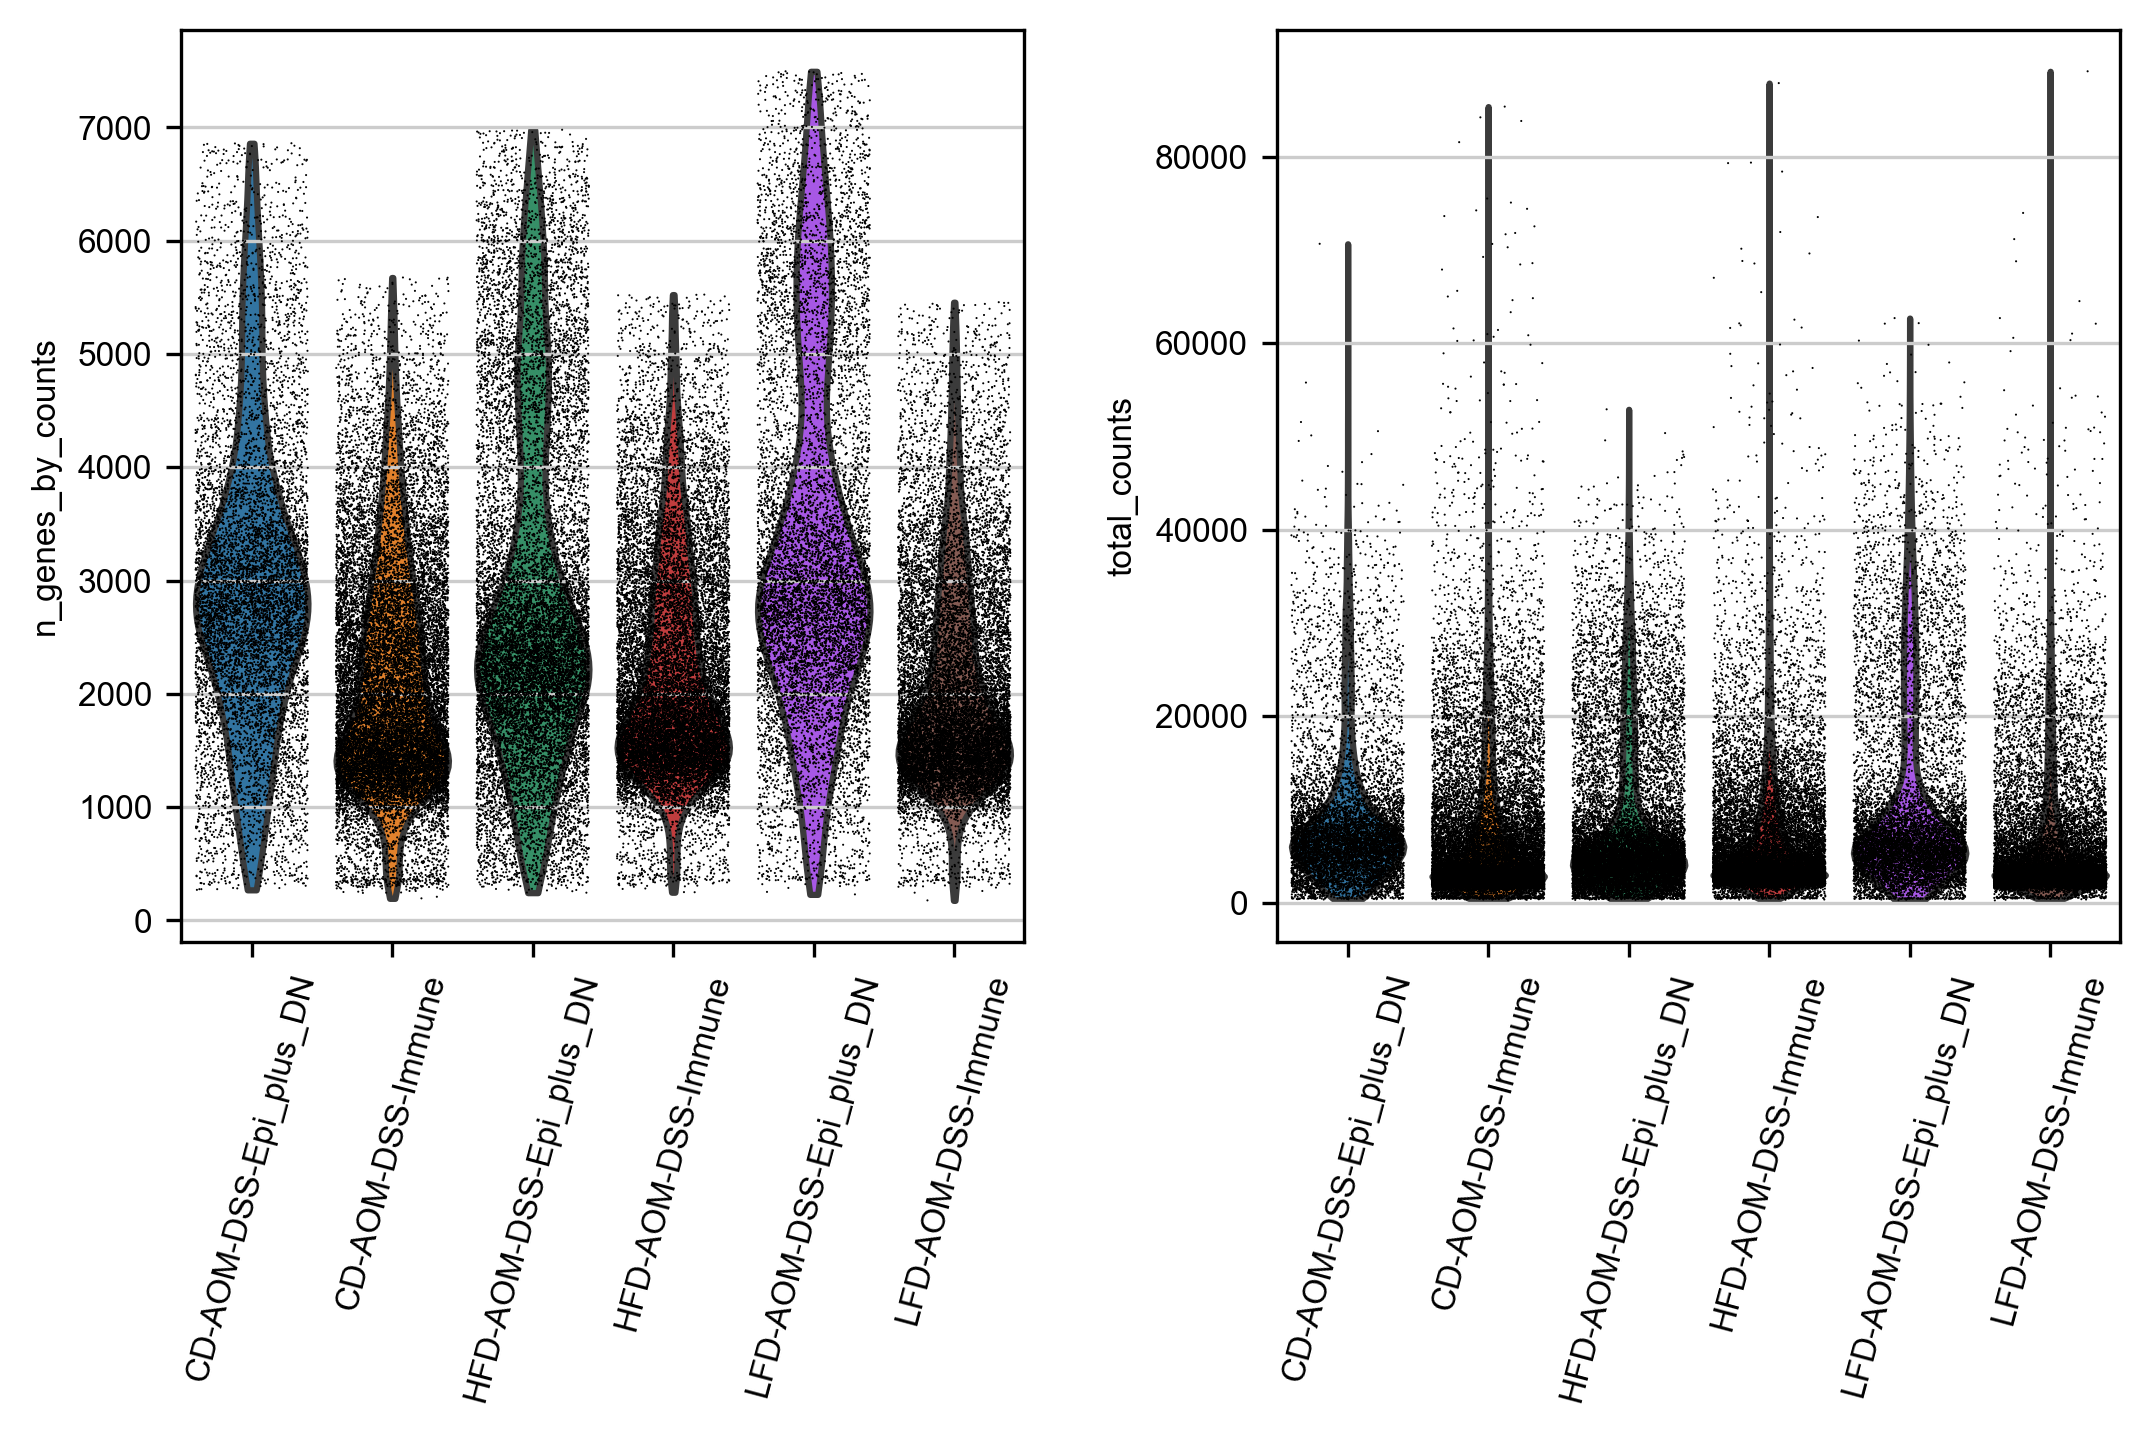 n_genes_by_counts
7000
6000
5000
4000
3000
2000
1000
0
CD-AOM-DSS-Epi_plus_DN
CD-AOM-DSS-Immune
HFD-AOM-DSS-Epi_plus_DN
HFD-AOM-DSS-Immune
LFD-AOM-DSS-Epi_plus_DN
LFD-AOM-DSS-Immune
total_counts
80000
60000
40000
20000
0
CD-AOM-DSS-Epi_plus_DN
CD-AOM-DSS-Immune
HFD-AOM-DSS-Epi_plus_DN
HFD-AOM-DSS-Immune
LFD-AOM-DSS-Epi_plus_DN
LFD-AOM-DSS-Immune